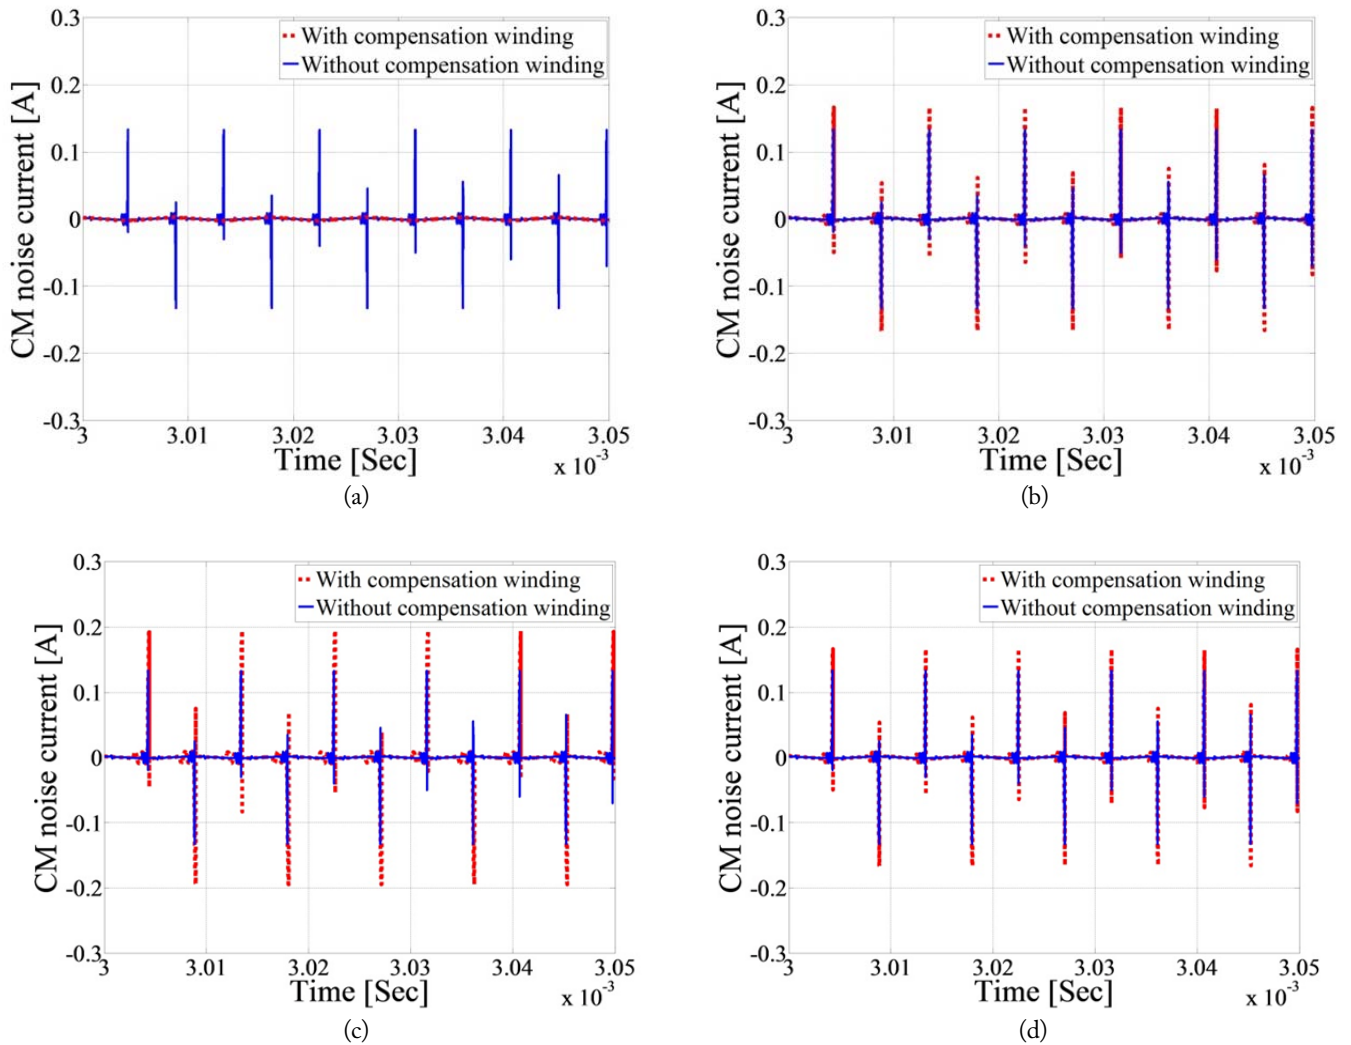 0.3
With compensation winding
Without compensation winding
0.2
0.1
0
-0.1
-0.2
-0.3
CM noise current [A]
3 3.01 3.02 3.03 3.04 3.05
Time [Sec]
x 10-3
(a)
0.3
With compensation winding
Without compensation winding
0.2
0.1
0
-0.1
-0.2
-0.3
CM noise current [A]
3 3.01 3.02 3.03 3.04 3.05
Time [Sec]
x 10-3
(b)
0.3
With compensation winding
Without compensation winding
0.2
0.1
0
-0.1
-0.2
-0.3
CM noise current [A]
3 3.01 3.02 3.03 3.04 3.05
Time [Sec]
x 10-3
(c)
0.3
With compensation winding
Without compensation winding
0.2
0.1
0
-0.1
-0.2
-0.3
CM noise current [A]
3 3.01 3.02 3.03 3.04 3.05
Time [Sec]
x 10-3
(d)